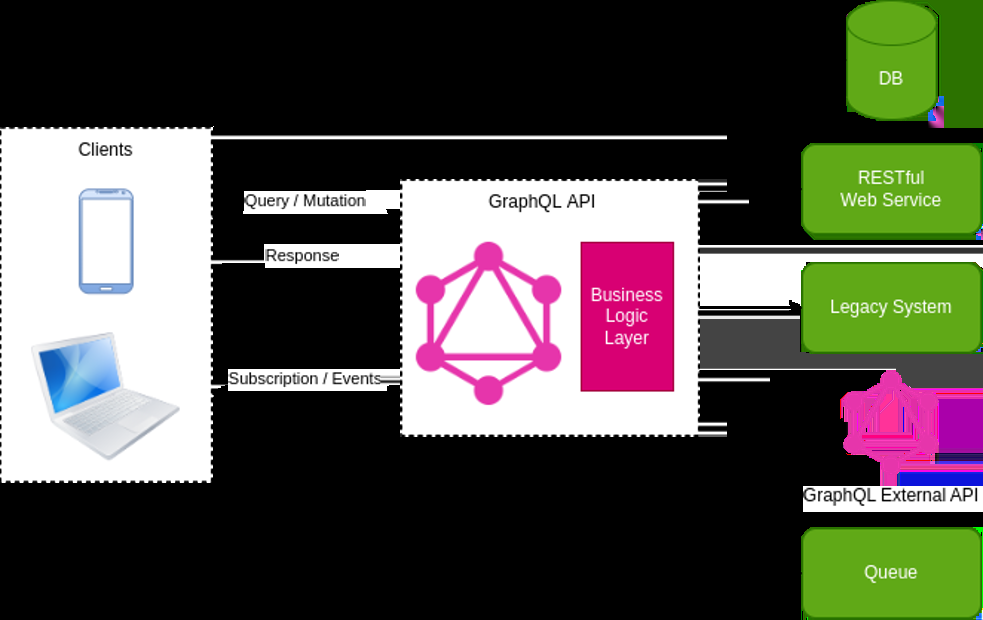 DB
Clients
RESTful
Web Service
Query / Mutation
GraphQL API
Response
Business
Logic
Layer
Legacy System
Subscription / Events
GraphQL External API
Queue